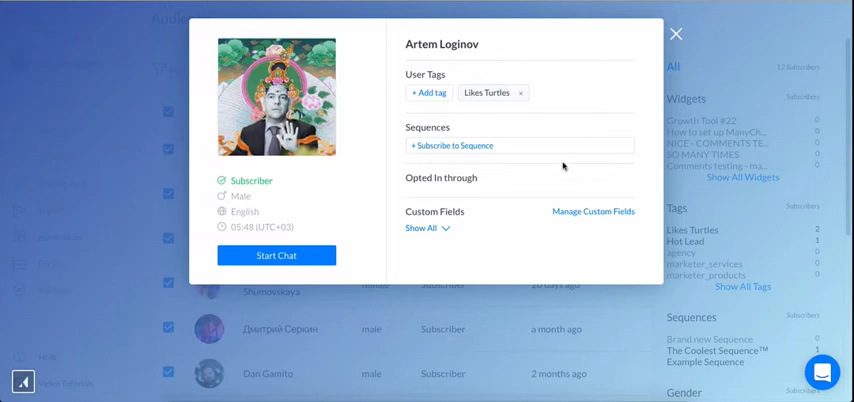 Audience
Artem Loginov
User Tags
+ Add tag
Likes Turtles ×
Sequences
+ Subscribe to Sequence
Opted In through
Custom Fields
Manage Custom Fields
Show All
Subscriber
Male
English
05:48 (UTC+03)
Start Chat
All
12 Subscribers
Widgets
Subscribers
Growth Tool #22 0
How to set up ManyCh... 0
NICE - COMMENTS TE... 0
SO MANY TIMES 0
Comments testing - ma... 0
Show All Widgets
Tags
Subscribers
Likes Turtles 2
Hot Lead 1
agency 0
marketer_services 0
marketer_products 0
Show All Tags
Sequences
Subscribers
Brand new Sequence 0
The Coolest Sequence™ 1
Example Sequence
Gender
Subscribers
Shumovskaya female Subscriber 28 days ago
Дмитрий Серкин male Subscriber a month ago
Dan Gamito male Subscriber 2 months ago
Help